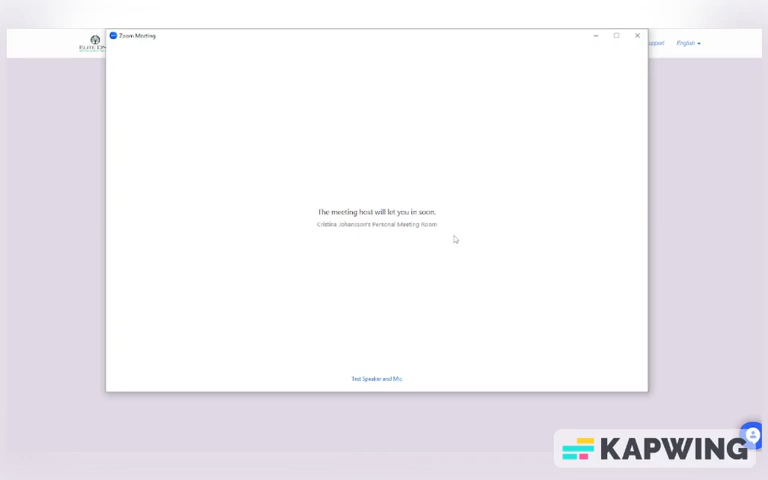 Zoom Meeting
English
The meeting host will let you in soon.
Cristina Johansson's Personal Meeting Room
Test Speaker and Mic
KAPWING